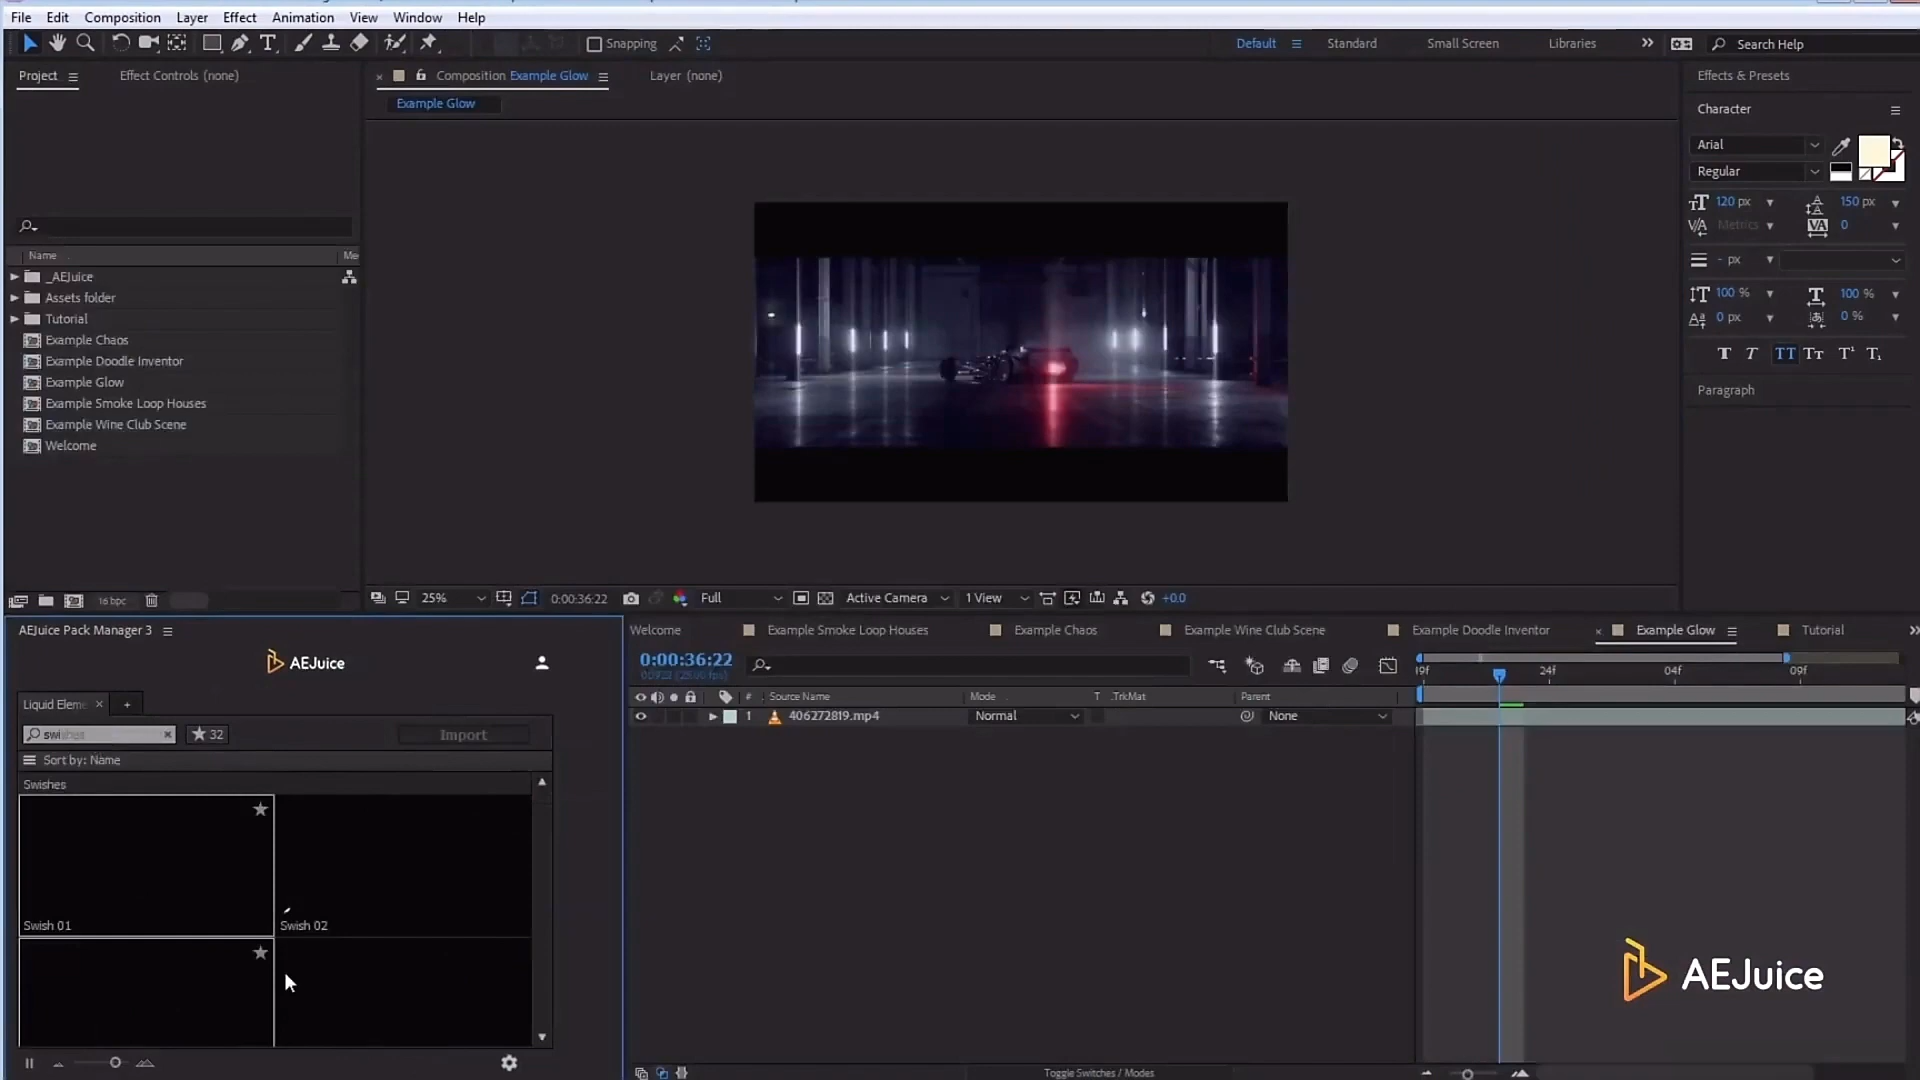 File Edit Composition Layer Effect Animation View Window Help
Snapping Default Standard Small Screen Libraries Search Help
Project Effect Controls (none) Composition Example Glow Layer (none) Effects & Presets
Example Glow
Character
Arial
Regular
120 px 150 px
Metrics 0
- px
100 % 100 %
0 px 0 %
TT
Paragraph
Name Me
_AEJuice
Assets folder
Tutorial
Example Chaos
Example Doodle Inventor
Example Glow
Example Smoke Loop Houses
Example Wine Club Scene
Welcome
16 bpc
25% 0:00:36:22 Full Active Camera 1 View +0.0
AEJuice Pack Manager 3
AEJuice
Liquid Eleme
swishes 32 Import
Sort by: Name
Swishes
Swish 01 Swish 02
Welcome Example Smoke Loop Houses Example Chaos Example Wine Club Scene Example Doodle Inventor Example Glow Tutorial
0:00:36:22
24f 04f 09f
# Source Name Mode T .TrkMat Parent
1 406272819.mp4 Normal None
AEJuice
Toggle Switches / Modes